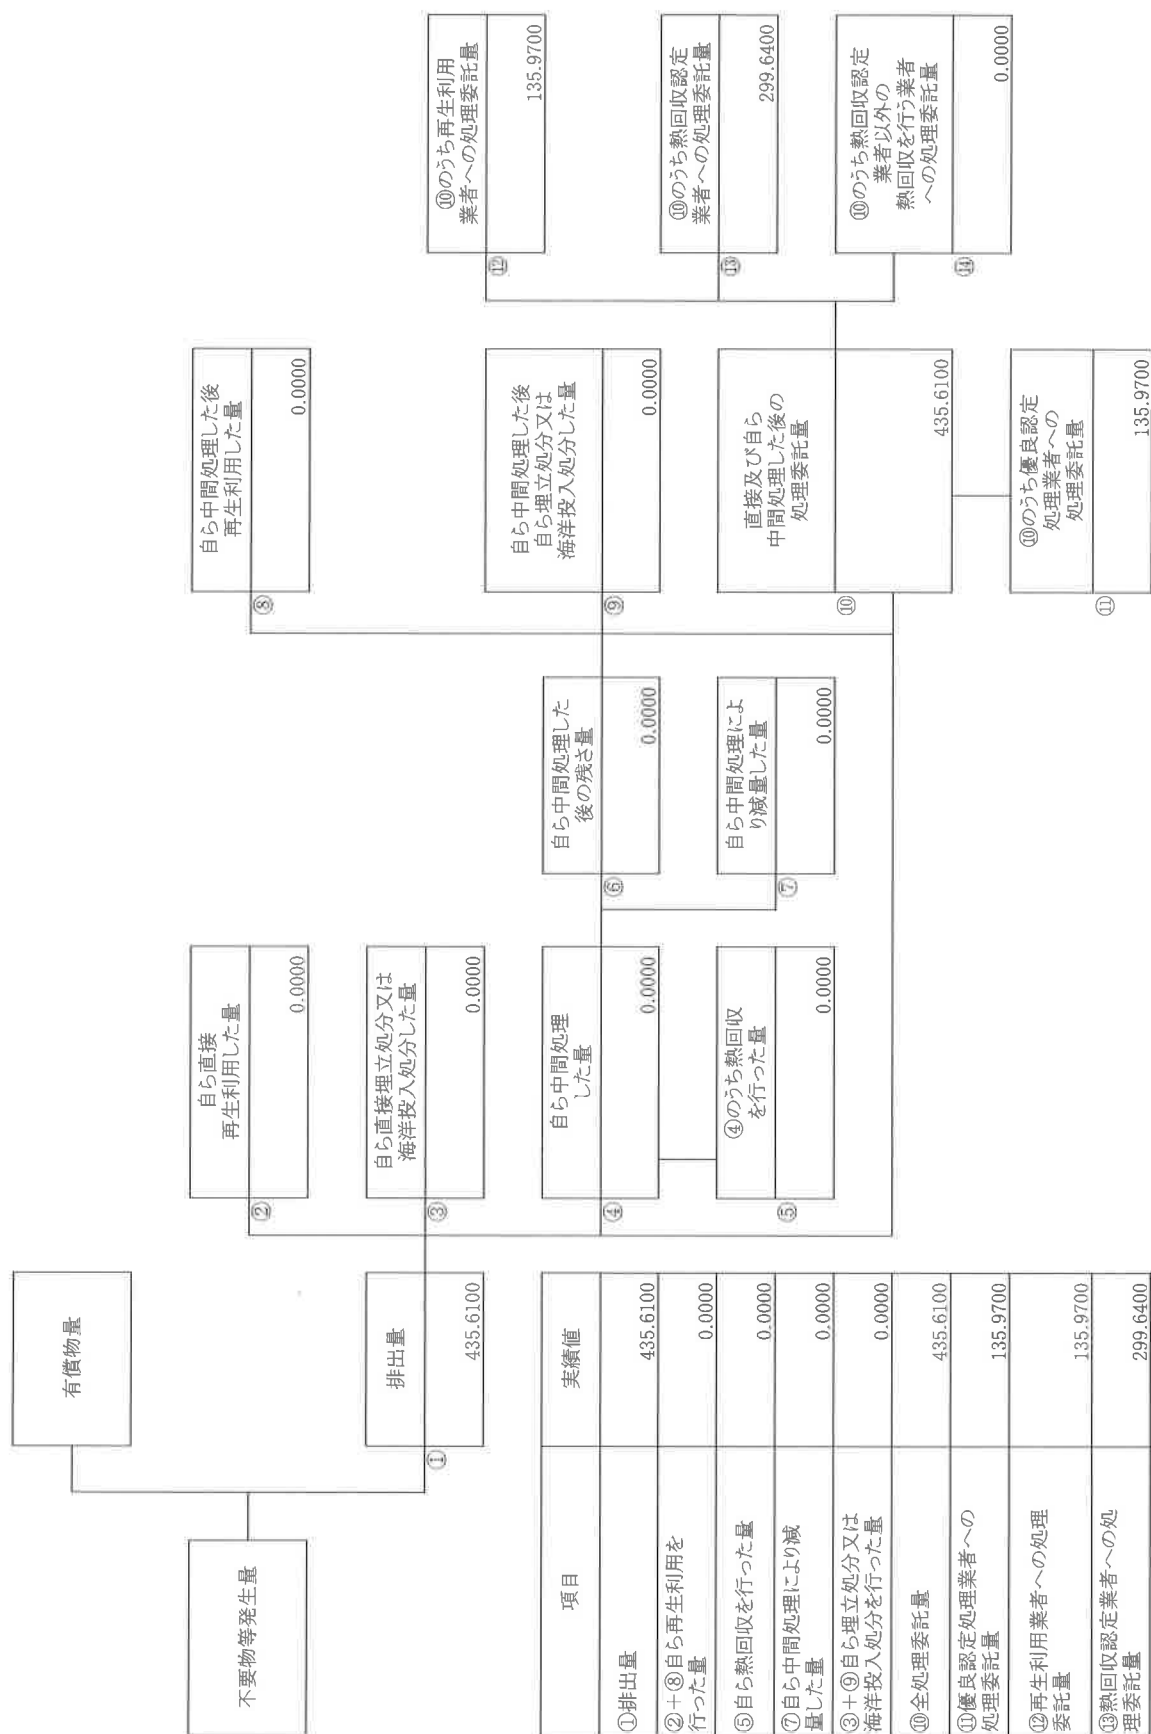 不要物等発生量
有償物量
①
排出量
435.6100
②
自ら直接
再生利用した量
0.0000
③
自ら直接埋立処分又は
海洋投入処分した量
0.0000
④
自ら中間処理
した量
0.0000
⑤
④のうち熱回収
を行った量
0.0000
⑥
自ら中間処理した
後の残さ量
0.0000
⑦
自ら中間処理によ
り減量した量
0.0000
⑧
自ら中間処理した後
再生利用した量
0.0000
⑨
自ら中間処理した後
自ら埋立処分又は
海洋投入処分した量
0.0000
⑩
直接及び自ら
中間処理した後の
処理委託量
435.6100
⑪
⑩のうち優良認定
処理業者への
処理委託量
135.9700
⑫
⑩のうち再生利用
業者への処理委託量
135.9700
⑬
⑩のうち熱回収認定
業者への処理委託量
299.6400
⑭
⑩のうち熱回収認定
業者以外の
熱回収を行う業者
への処理委託量
0.0000
項目 実績値
①排出量 435.6100
②+⑧自ら再生利用を
行った量 0.0000
⑤自ら熱回収を行った量 0.0000
⑦自ら中間処理により減
量した量 0.0000
③+⑨自ら埋立処分又は
海洋投入処分を行った量 0.0000
⑩全処理委託量 435.6100
⑪優良認定処理業者への
処理委託量 135.9700
⑫再生利用業者への処理
委託量 135.9700
⑬熱回収認定業者への処
理委託量 299.6400